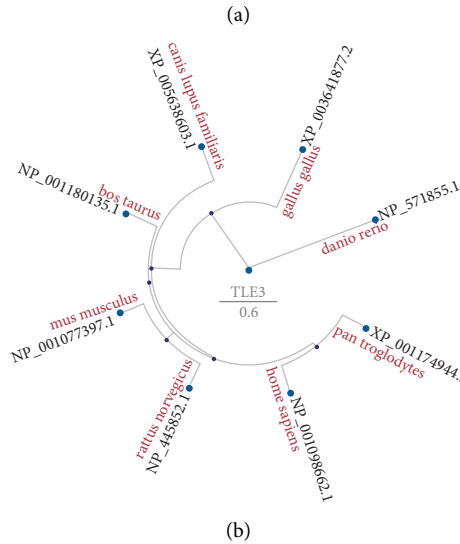 (a)
canis lupus familiaris
XP_005638603.1
XP_003641877.2
gallus gallus
bos taurus
NP_001180135.1
NP_571855.1
danio rerio
TLE3
0.6
mus musculus
NP_001077397.1
XP_001174944.
pan troglodytes
rattus norvegicus
NP_445852.1
home sapiens
NP_001098662.1
(b)